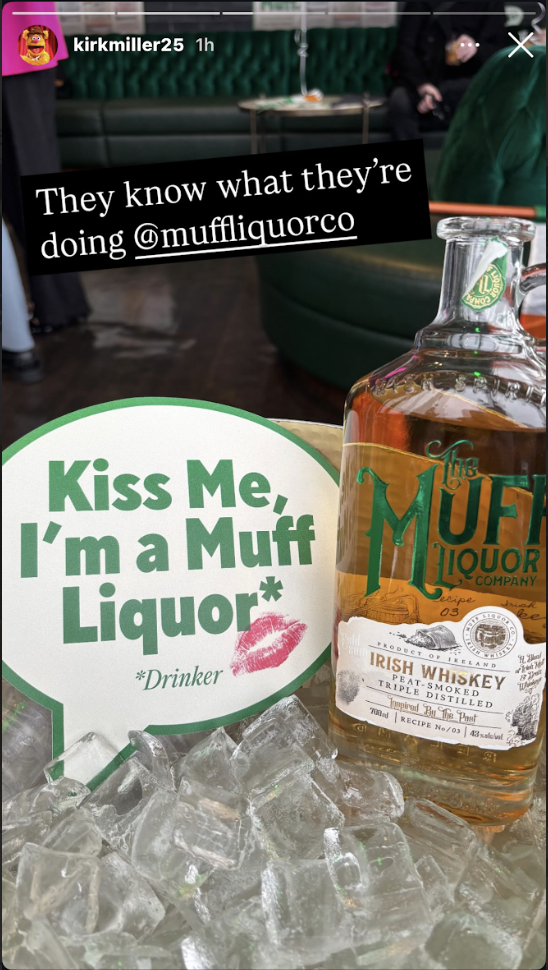 kirkmiller25 1h
They know what they're
doing @muffliquorco
Kiss Me,
I'm a Muff
Liquor*
*Drinker
The
MUFF
LIQUOR
COMPANY
Recipe
03
PRODUCT OF IRELAND
IRISH WHISKEY
PEAT-SMOKED
TRIPLE DISTILLED
Inspired By The Past
700ml | RECIPE No/03 | 43%alc/vol